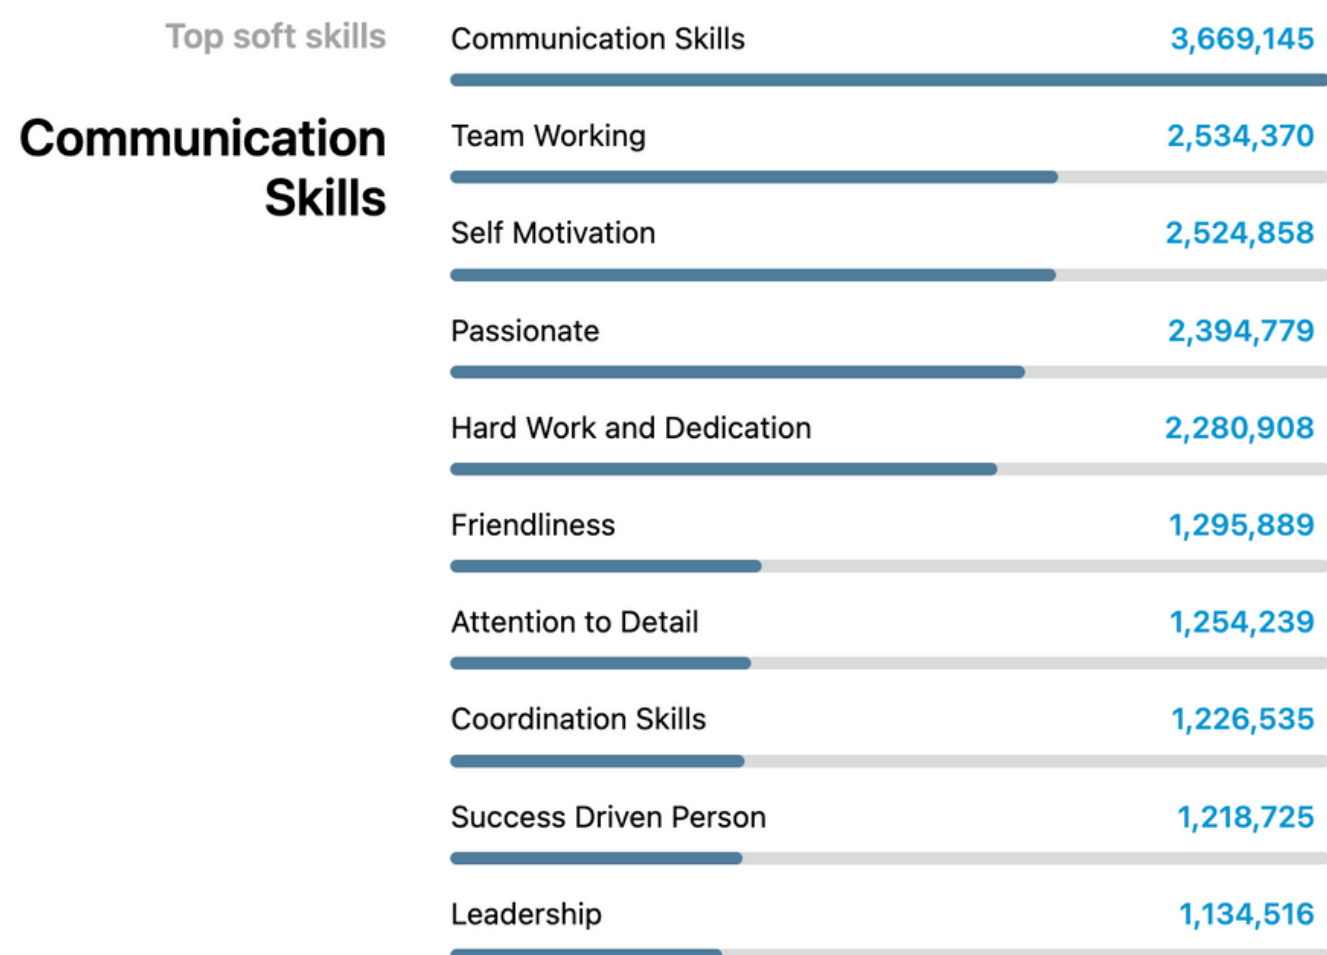 Top soft skills
Communication
Skills
Communication Skills 3,669,145
Team Working 2,534,370
Self Motivation 2,524,858
Passionate 2,394,779
Hard Work and Dedication 2,280,908
Friendliness 1,295,889
Attention to Detail 1,254,239
Coordination Skills 1,226,535
Success Driven Person 1,218,725
Leadership 1,134,516